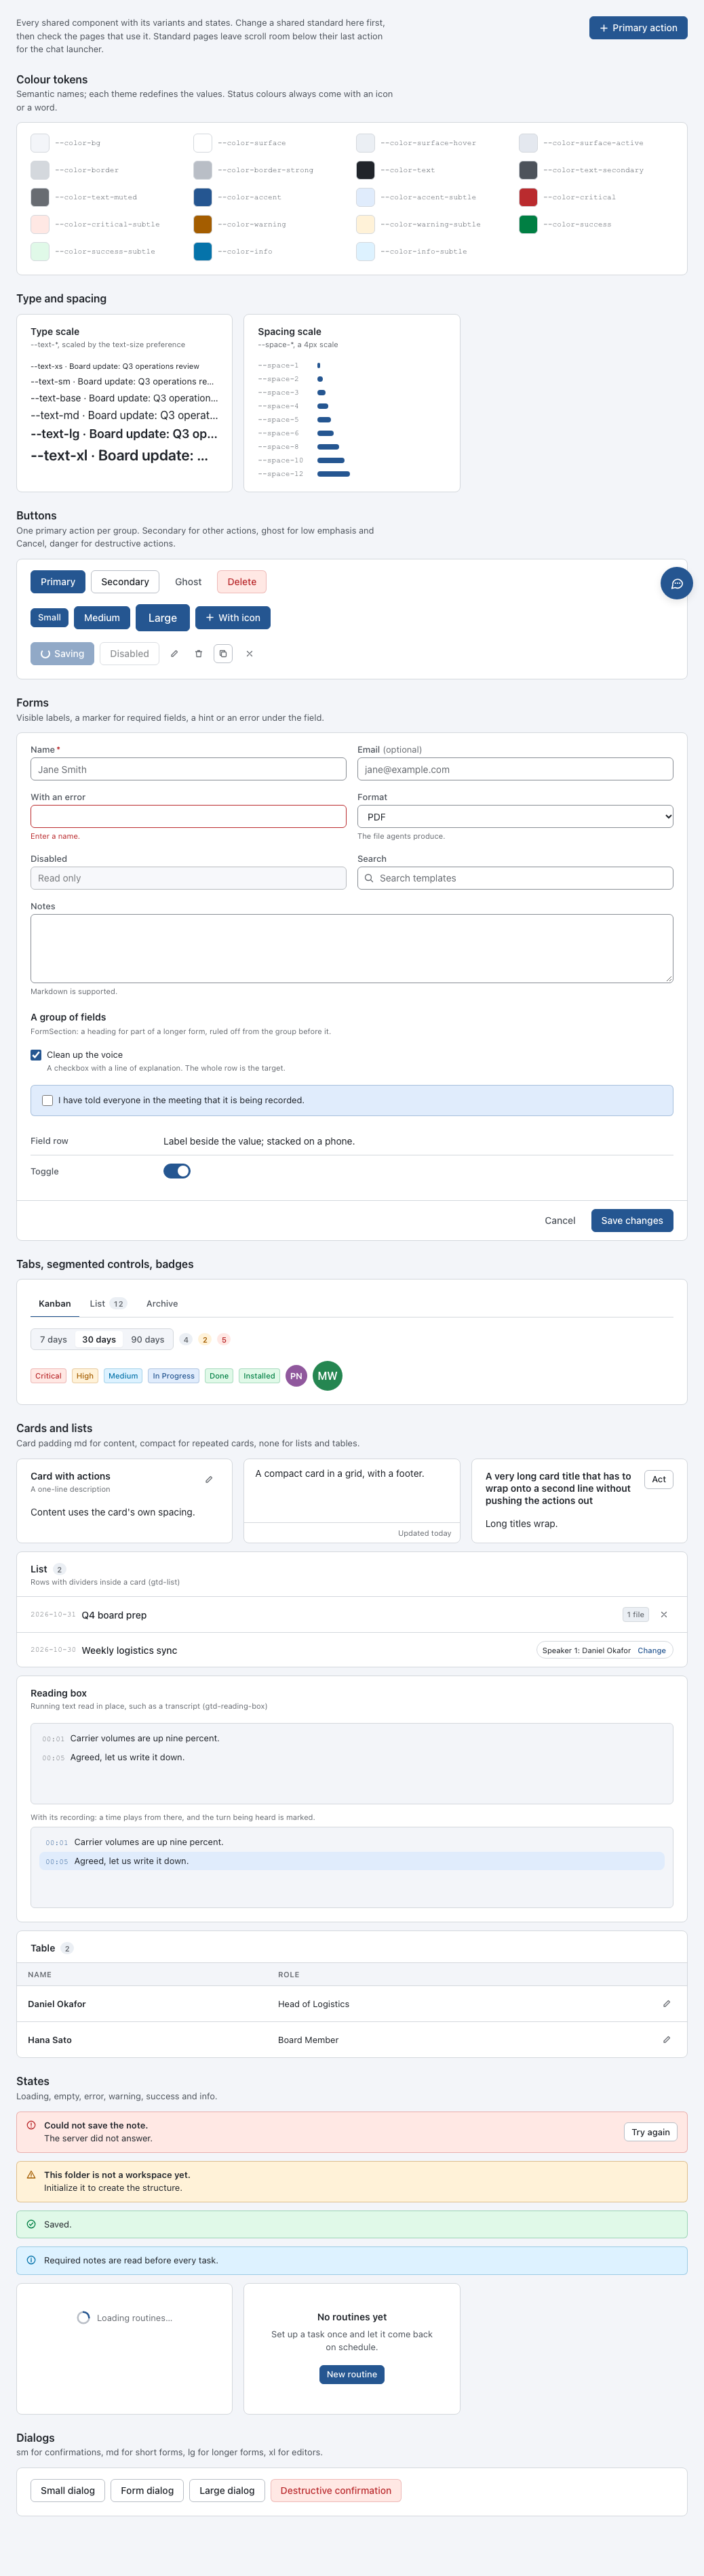 Every shared component with its variants and states. Change a shared standard here first,
then check the pages that use it. Standard pages leave scroll room below their last action
for the chat launcher.
Primary action
Colour tokens
Semantic names; each theme redefines the values. Status colours always come with an icon
or a word.
--color-bg
--color-surface
--color-surface-hover
--color-surface-active
--color-border
--color-border-strong
--color-text
--color-text-secondary
--color-text-muted
--color-accent
--color-accent-subtle
--color-critical
--color-critical-subtle
--color-warning
--color-warning-subtle
--color-success
--color-success-subtle
--color-info
--color-info-subtle
Type and spacing
Type scale
--text-*, scaled by the text-size preference
--text-xs · Board update: Q3 operations review
--text-sm · Board update: Q3 operations re...
--text-base · Board update: Q3 operation...
--text-md · Board update: Q3 operat...
--text-lg · Board update: Q3 op...
--text-xl · Board update: ...
Spacing scale
--space-*, a 4px scale
--space-1
--space-2
--space-3
--space-4
--space-5
--space-6
--space-8
--space-10
--space-12
Buttons
One primary action per group. Secondary for other actions, ghost for low emphasis and
Cancel, danger for destructive actions.
Primary
Secondary
Ghost
Delete
Small
Medium
Large
With icon
Saving
Disabled
Forms
Visible labels, a marker for required fields, a hint or an error under the field.
Name *
Email (optional)
Jane Smith
jane@example.com
With an error
Format
PDF
Enter a name.
The file agents produce.
Disabled
Search
Read only
Search templates
Notes
Markdown is supported.
A group of fields
FormSection: a heading for part of a longer form, ruled off from the group before it.
Clean up the voice
A checkbox with a line of explanation. The whole row is the target.
I have told everyone in the meeting that it is being recorded.
Field row
Label beside the value; stacked on a phone.
Toggle
Cancel
Save changes
Tabs, segmented controls, badges
Kanban
List 12
Archive
7 days
30 days
90 days
4
2
5
Critical
High
Medium
In Progress
Done
Installed
PN
MW
Cards and lists
Card padding md for content, compact for repeated cards, none for lists and tables.
Card with actions
A one-line description
Content uses the card's own spacing.
A compact card in a grid, with a footer.
Updated today
A very long card title that has to
wrap onto a second line without
pushing the actions out
Act
Long titles wrap.
List 2
Rows with dividers inside a card (gtd-list)
2026-10-31 Q4 board prep
1 file
2026-10-30 Weekly logistics sync
Speaker 1: Daniel Okafor Change
Reading box
Running text read in place, such as a transcript (gtd-reading-box)
00:01 Carrier volumes are up nine percent.
00:05 Agreed, let us write it down.
With its recording: a time plays from there, and the turn being heard is marked.
00:01 Carrier volumes are up nine percent.
00:05 Agreed, let us write it down.
Table 2
NAME
ROLE
Daniel Okafor
Head of Logistics
Hana Sato
Board Member
States
Loading, empty, error, warning, success and info.
Could not save the note.
The server did not answer.
Try again
This folder is not a workspace yet.
Initialize it to create the structure.
Saved.
Required notes are read before every task.
Loading routines...
No routines yet
Set up a task once and let it come back
on schedule.
New routine
Dialogs
sm for confirmations, md for short forms, lg for longer forms, xl for editors.
Small dialog
Form dialog
Large dialog
Destructive confirmation